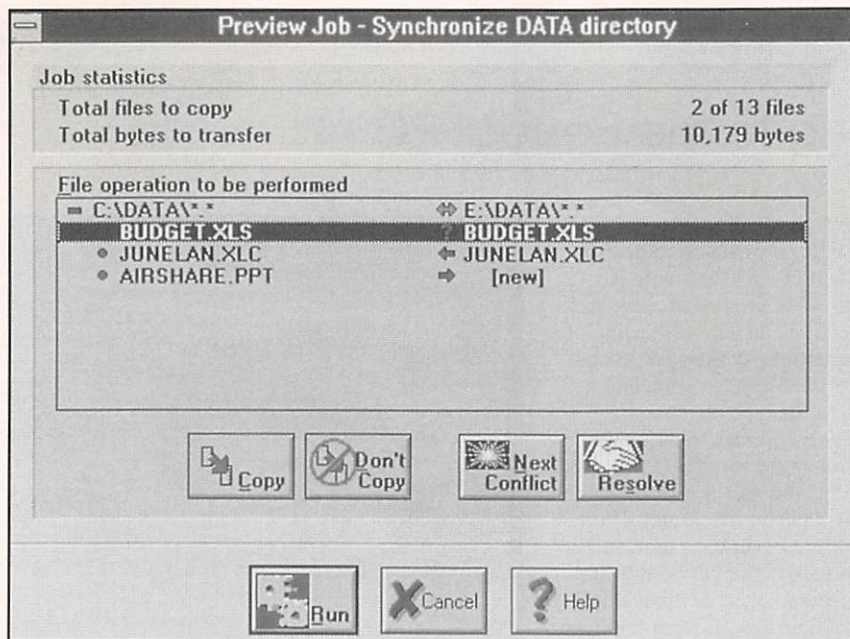 Preview Job - Synchronize DATA directory
Job statistics
Total files to copy 2 of 13 files
Total bytes to transfer 10,179 bytes
File operation to be performed
C:\DATA\*.* E:\DATA\*.*
BUDGET.XLS ? BUDGET.XLS
JUNELAN.XLC JUNELAN.XLC
AIRSHARE.PPT [new]
Copy
Don't Copy
Next Conflict
Resolve
Run
Cancel
? Help